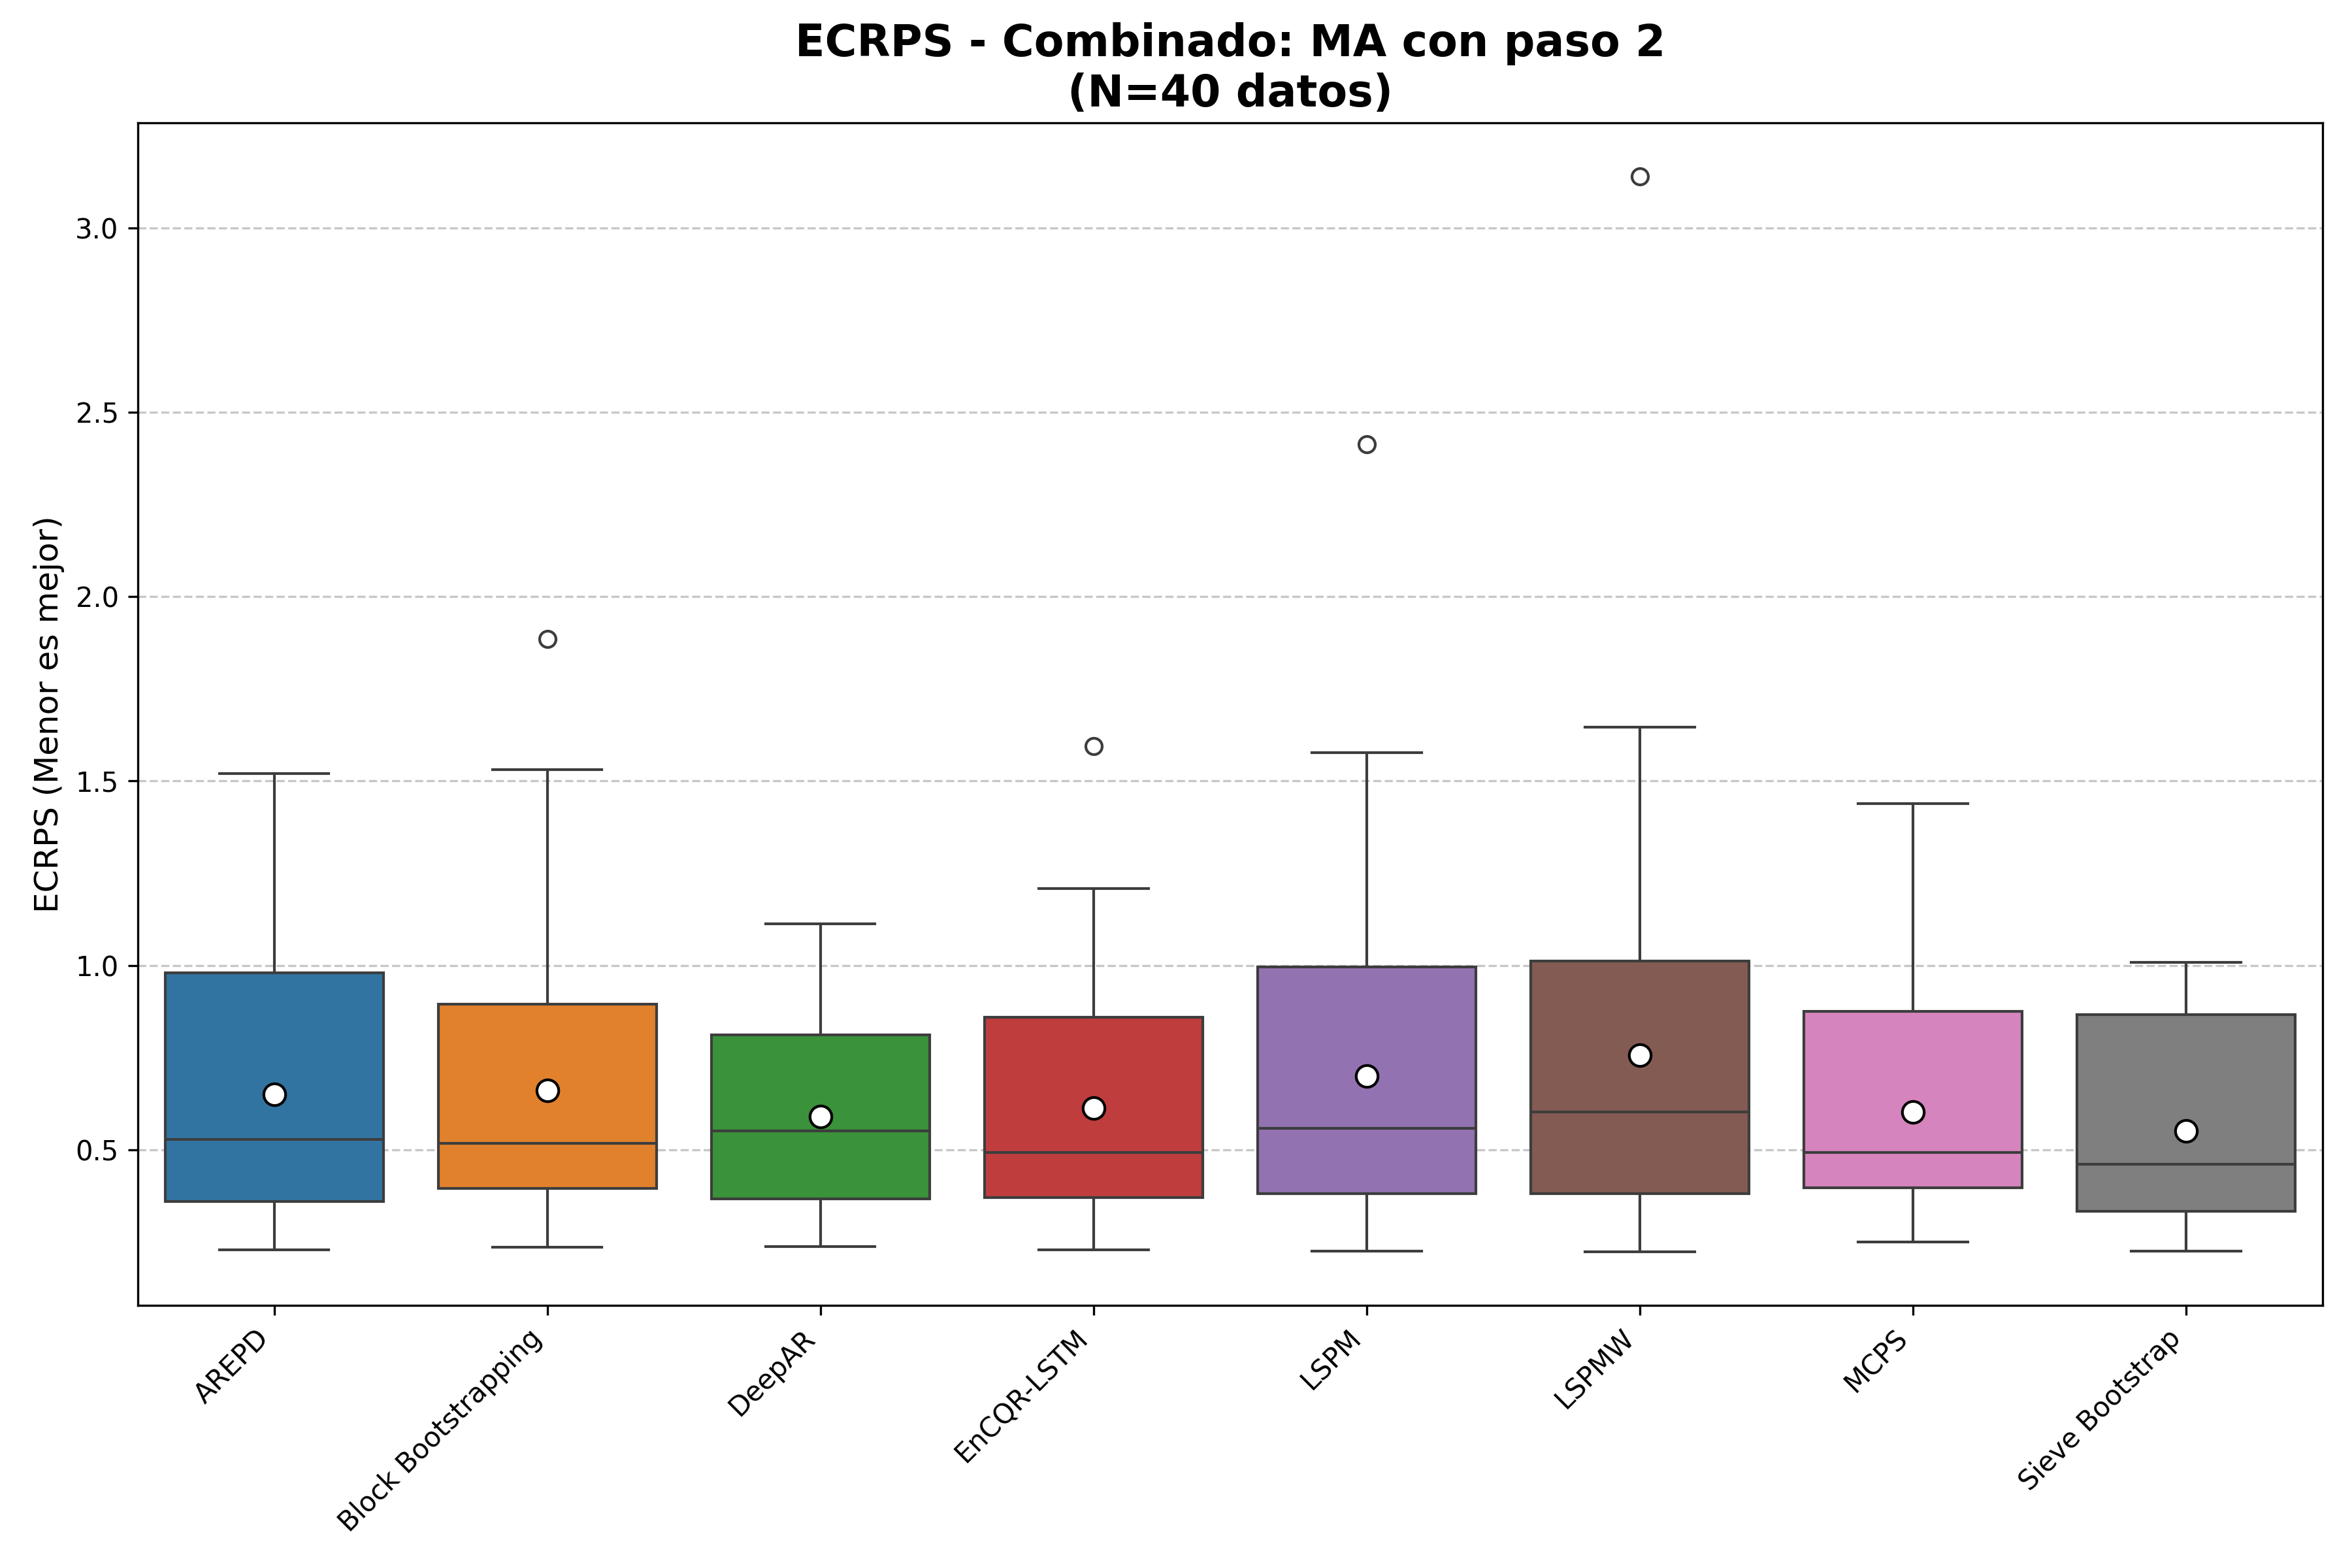 ECRPS - Combinado: MA con paso 2
(N=40 datos)
ECRPS (Menor es mejor)
3.0
2.5
2.0
1.5
1.0
0.5
AREPD
Block Bootstrapping
DeepAR
EnCQR-LSTM
LSPM
LSPMW
MCPS
Sieve Bootstrap